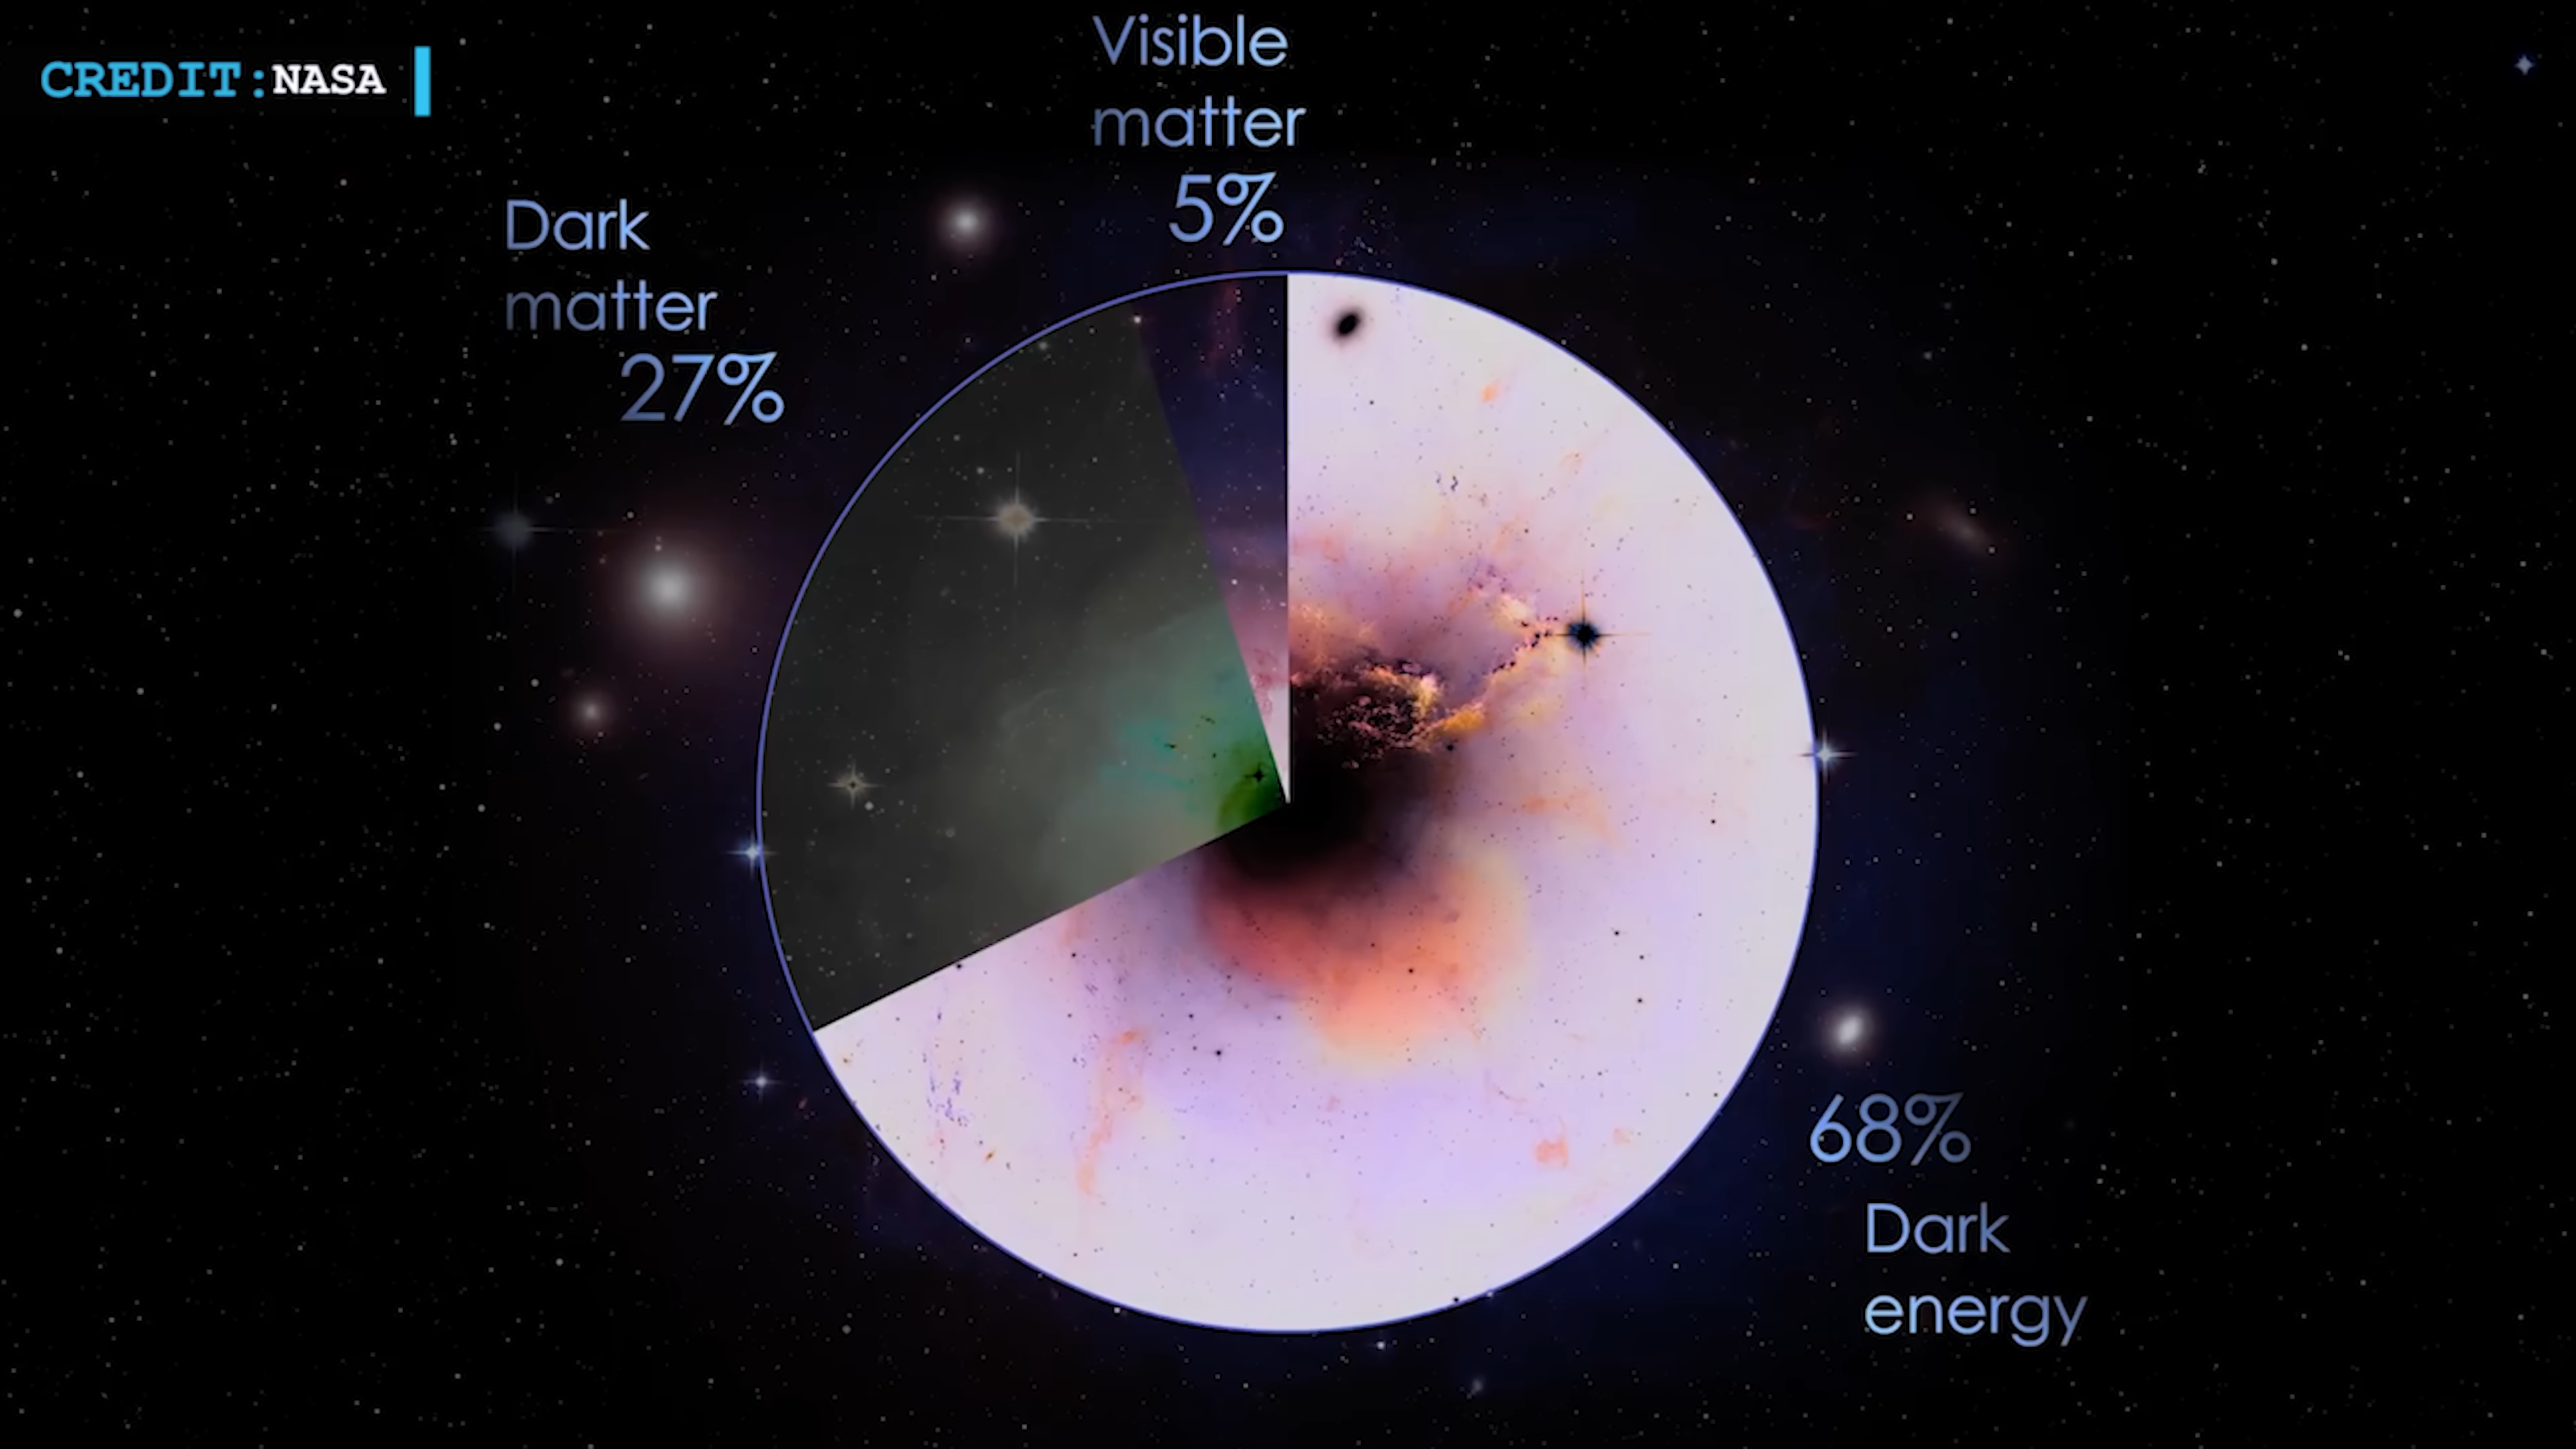 CREDIT:NASA
Visible
matter
5%
Dark
matter
27%
68%
Dark
energy